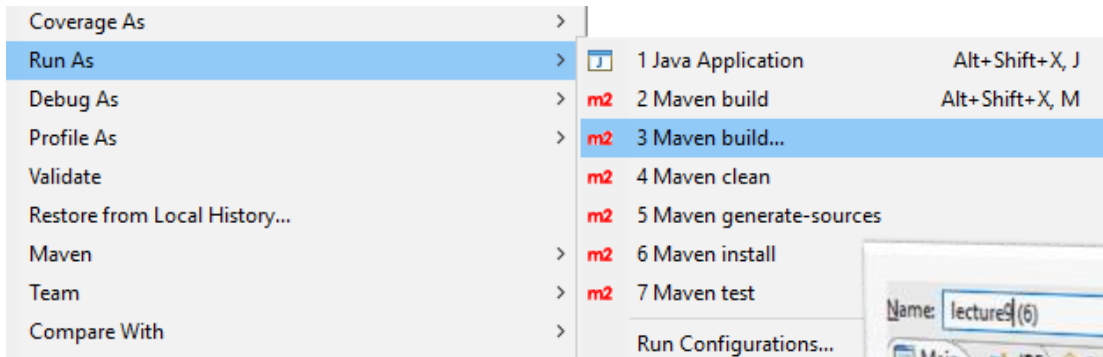 Coverage As
Run As
Debug As
Profile As
Validate
Restore from Local History...
Maven
Team
Compare With
1 Java Application Alt+Shift+X, J
m2 2 Maven build Alt+Shift+X, M
m2 3 Maven build...
m2 4 Maven clean
m2 5 Maven generate-sources
m2 6 Maven install
m2 7 Maven test
Run Configurations...
Name: lecture9 (6)